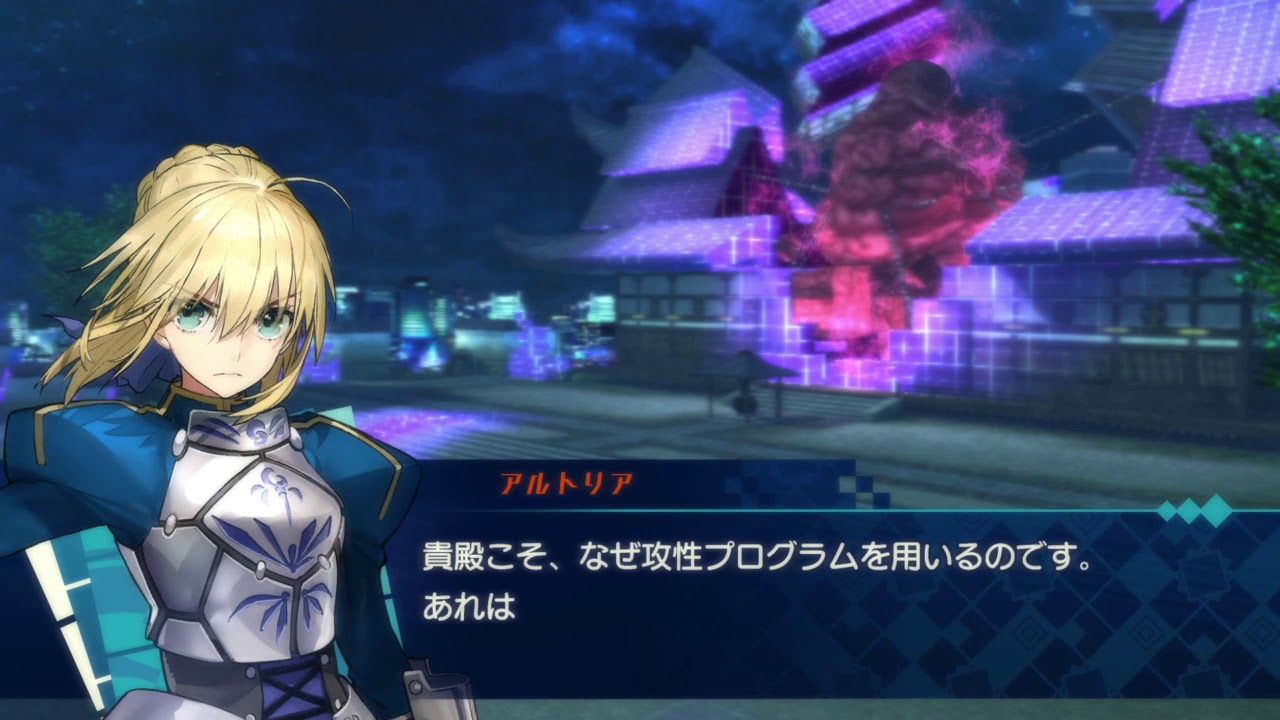 アルトリア
貴殿こそ、なぜ攻性プログラムを用いるのです。
あれは